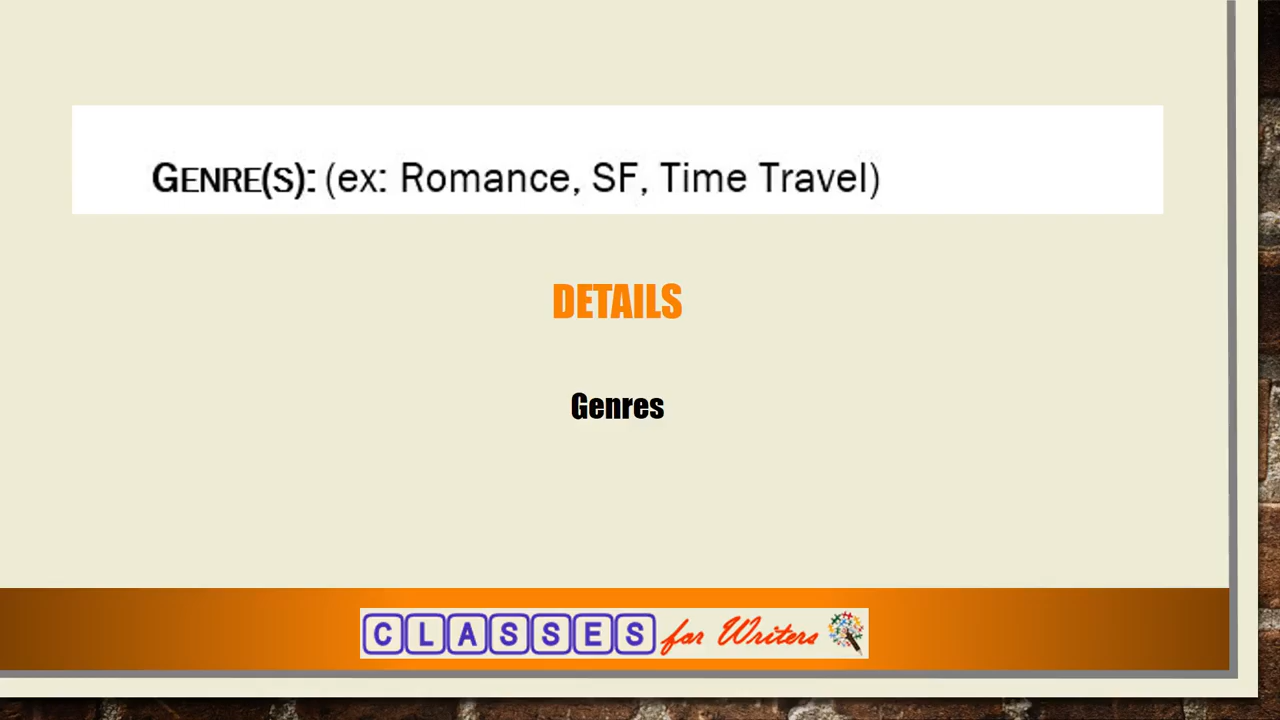 GENRE(S): (ex: Romance, SF, Time Travel)
DETAILS
Genres
CLASSES for Writers